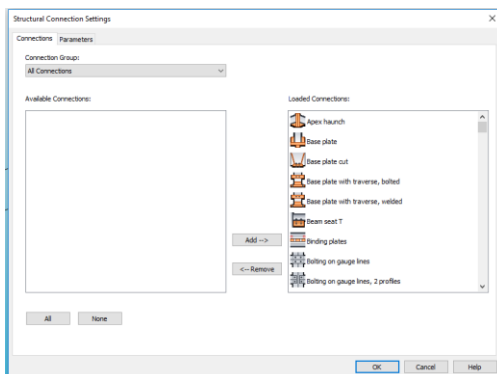 Structural Connection Settings
Connections
Parameters
Connection Group:
All Connections
Available Connections:
Loaded Connections:
Apex haunch
Base plate
Base plate cut
Base plate with traverse, bolted
Base plate with traverse, welded
Beam seat T
Binding plates
Bolting on gauge lines
Bolting on gauge lines, 2 profiles
Add -->
<-- Remove
All
None
OK
Cancel
Help